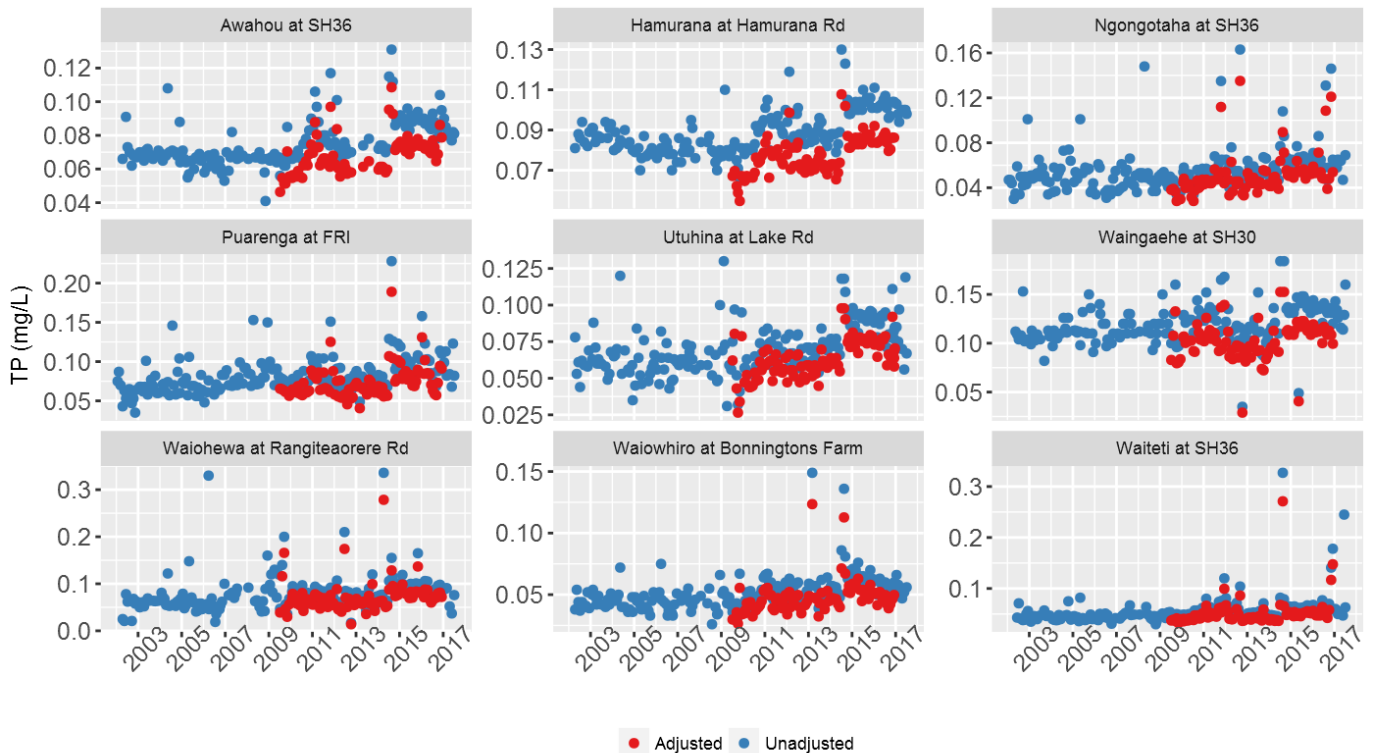 Awahou at SH36
Hamurana at Hamurana Rd
Ngongotaha at SH36
0.12
0.10
0.08
0.06
0.04
0.13
0.11
0.09
0.07
0.16
0.12
0.08
0.04
Puarenga at FRI
Utuhina at Lake Rd
Waingaehe at SH30
TP (mg/L)
0.20
0.15
0.10
0.05
0.125
0.100
0.075
0.050
0.025
0.15
0.10
0.05
Waiohewa at Rangiteaorere Rd
Waiowhiro at Bonningtons Farm
Waiteti at SH36
0.3
0.2
0.1
0.0
0.15
0.10
0.05
0.3
0.2
0.1
2003 2005 2007 2009 2011 2013 2015 2017
2003 2005 2007 2009 2011 2013 2015 2017
2003 2005 2007 2009 2011 2013 2015 2017
Adjusted Unadjusted